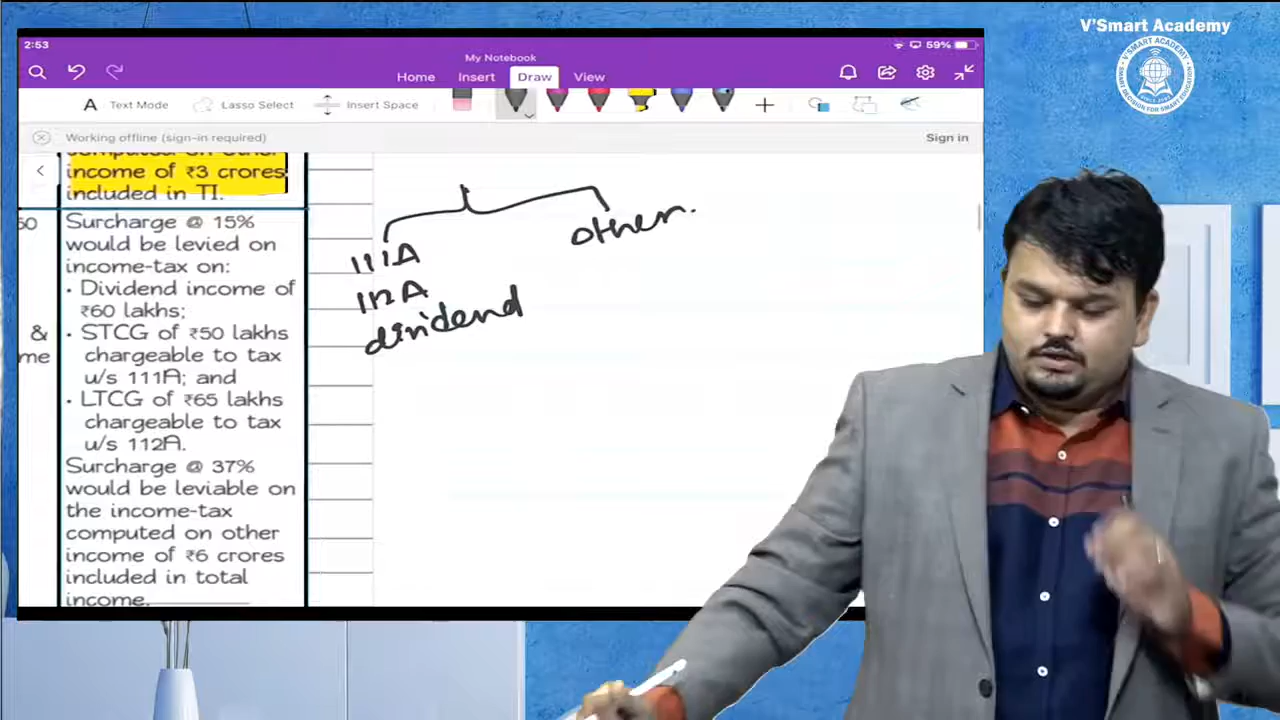 V'Smart Academy
2:53
59%
My Notebook
Home Insert Draw View
Text Mode Lasso Select Insert Space
Working offline (sign-in required) Sign in
income of ₹3 crores
included in TI.
Surcharge @ 15%
would be levied on
income-tax on:
• Dividend income of
₹60 lakhs;
• STCG of ₹50 lakhs
chargeable to tax
u/s 111A; and
• LTCG of ₹65 lakhs
chargeable to tax
u/s 112A.
Surcharge @ 37%
would be leviable on
the income-tax
computed on other
income of ₹6 crores
included in total
income.
&
111A
112A
dividend
other.